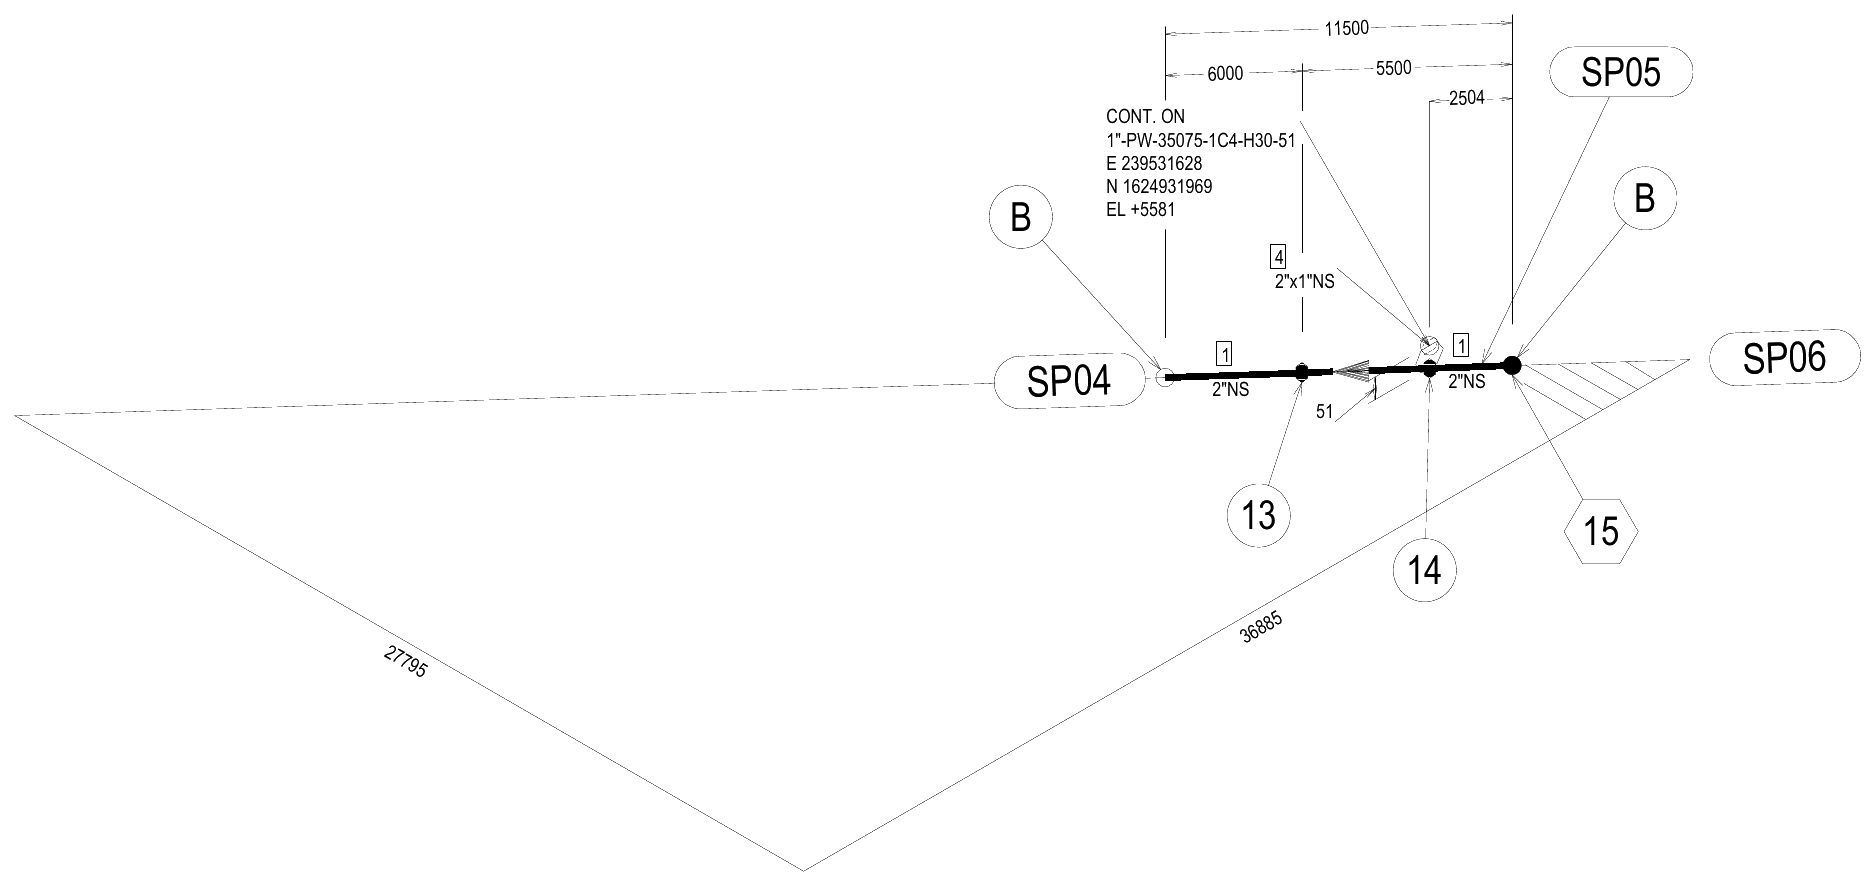 11500
6000
5500
2504
SP05
CONT. ON
1"-PW-35075-1C4-H30-51
E 239531628
N 1624931969
EL +5581
B
B
4
2"x1"NS
1
1
SP04
SP06
2"NS
2"NS
51
13
14
15
36885
27795